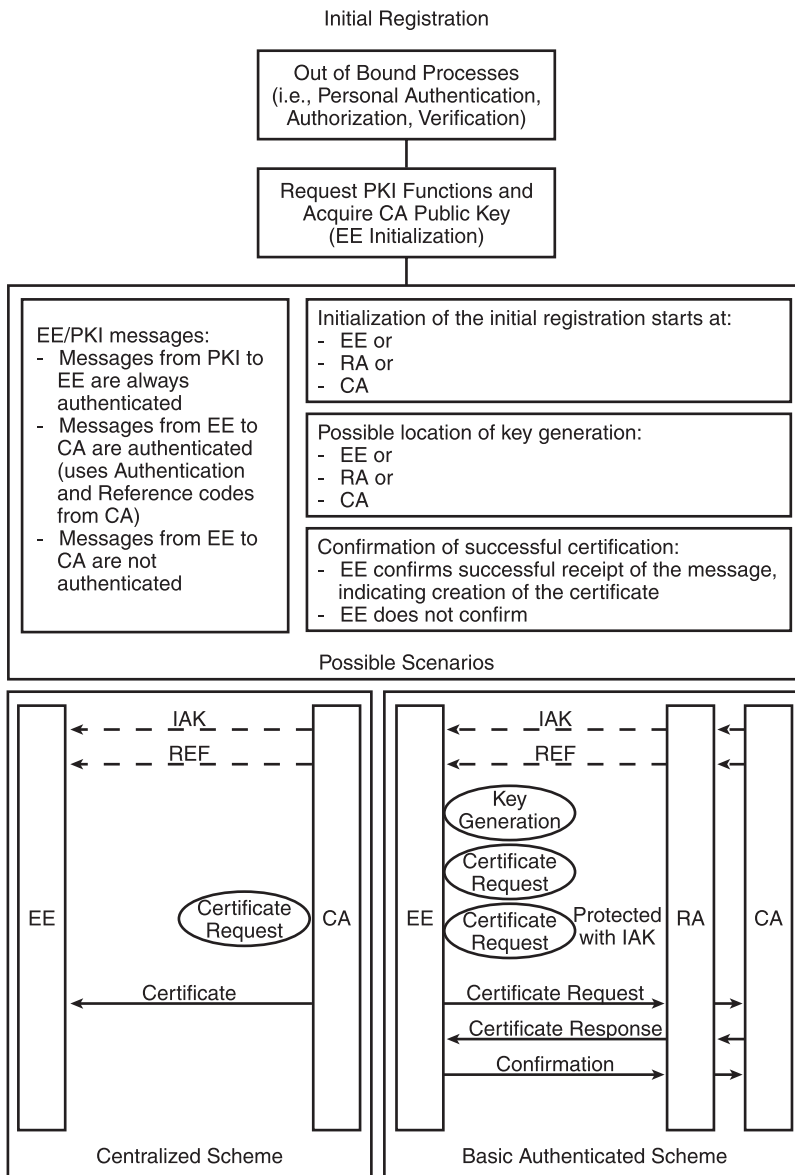 Initial Registration
Out of Bound Processes
(i.e., Personal Authentication,
Authorization, Verification)
Request PKI Functions and
Acquire CA Public Key
(EE Initialization)
EE/PKI messages:
- Messages from PKI to
EE are always
authenticated
- Messages from EE to
CA are authenticated
(uses Authentication
and Reference codes
from CA)
- Messages from EE to
CA are not
authenticated
Initialization of the initial registration starts at:
- EE or
- RA or
- CA
Possible location of key generation:
- EE or
- RA or
- CA
Confirmation of successful certification:
- EE confirms successful receipt of the message,
indicating creation of the certificate
- EE does not confirm
Possible Scenarios
IAK
REF
EE
Certificate
Request
CA
Certificate
Centralized Scheme
IAK
REF
Key
Generation
Certificate
Request
EE
Certificate
Request
Protected
with IAK
RA
CA
Certificate Request
Certificate Response
Confirmation
Basic Authenticated Scheme